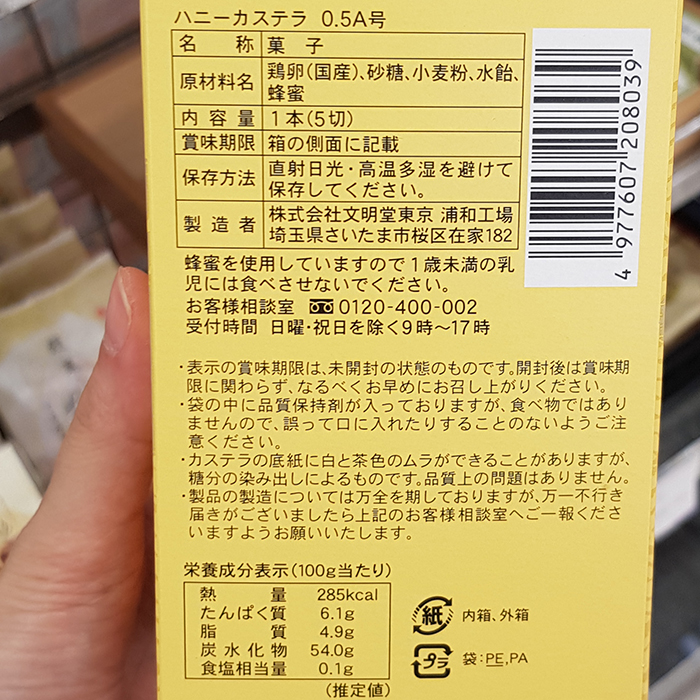 ハニーカステラ 0.5A号
名 称 菓 子
原材料名 鶏卵(国産)、砂糖、小麦粉、水飴、
蜂蜜
内 容 量 1本(5切)
賞味期限 箱の側面に記載
保存方法 直射日光・高温多湿を避けて
保存してください。
製 造 者 株式会社文明堂東京 浦和工場
埼玉県さいたま市桜区在家182
4 977607 208039
蜂蜜を使用していますので1歳未満の乳
児には食べさせないでください。
お客様相談室 0120-400-002
受付時間 日曜・祝日を除く9時〜17時
・表示の賞味期限は、未開封の状態のものです。開封後は賞味期
限に関わらず、なるべくお早めにお召し上がりください。
・袋の中に品質保持剤が入っておりますが、食べ物ではあり
ませんので、誤って口に入れたりすることのないようご注
意ください。
・カステラの底紙に白と茶色のムラができることがありますが、
糖分の染み出しによるものです。品質上の問題はありません。
・製品の製造については万全を期しておりますが、万一不行き
届きがございましたら上記のお客様相談室へご一報くださ
いますようお願いいたします。
栄養成分表示(100g当たり)
熱 量 285kcal
たんぱく質 6.1g
脂 質 4.9g
炭水化物 54.0g
食塩相当量 0.1g
(推定値)
紙 内箱、外箱
プラ 袋:PE,PA